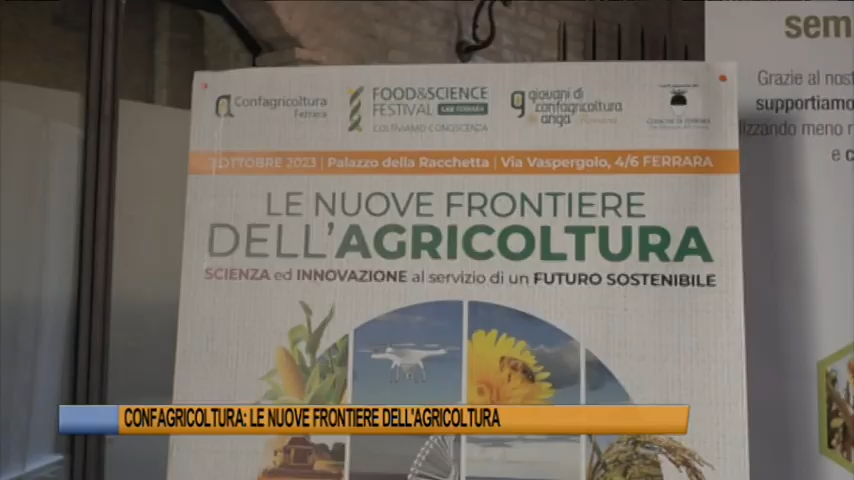 sem
Grazie al nost
supportiamo
lizzando meno r
e c
Confagricoltura
Ferrara
FOOD&SCIENCE
FESTIVAL LAB FERRARA
COLTIVIAMO CONOSCENZA
giovani di
confagricoltura
anga
OTTOBRE 2023 | Palazzo della Racchetta | Via Vaspergolo, 4/6 FERRARA
LE NUOVE FRONTIERE
DELL'AGRICOLTURA
SCIENZA ed INNOVAZIONE al servizio di un FUTURO SOSTENIBILE
CONFAGRICOLTURA: LE NUOVE FRONTIERE DELL'AGRICOLTURA